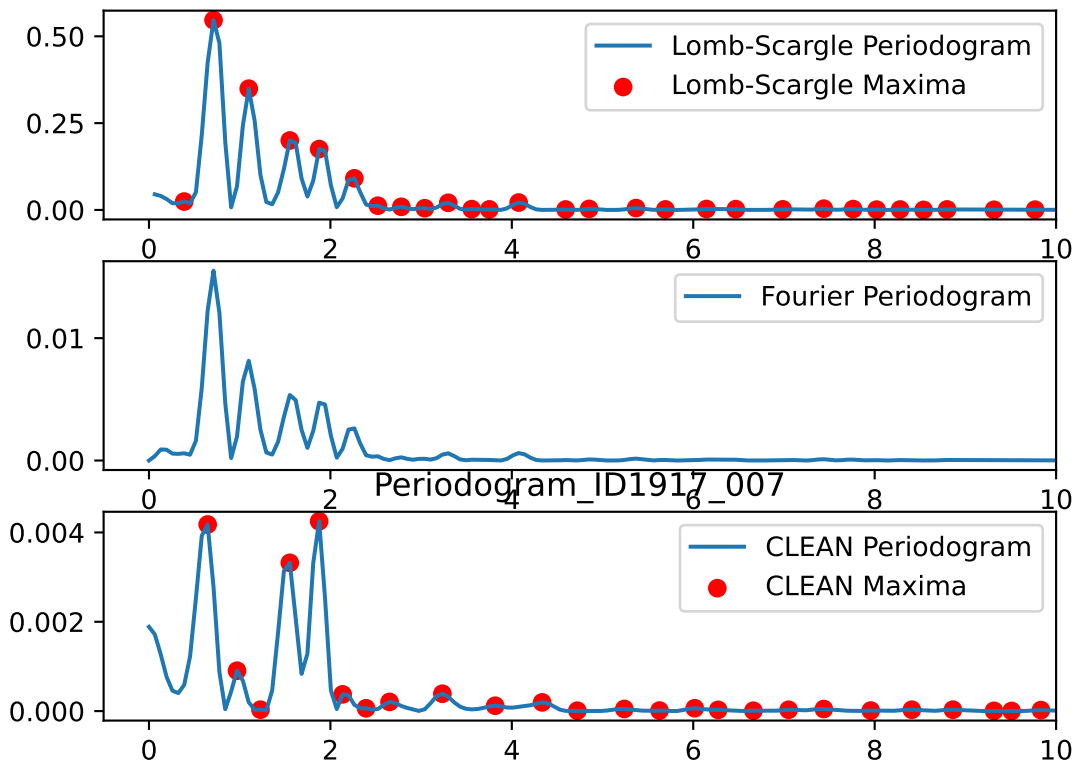 0.50
0.25
0.00
Lomb-Scargle Periodogram
Lomb-Scargle Maxima
0 2 4 6 8 10
0.01
0.00
Fourier Periodogram
0 2 4 6 8 10
Periodogram_ID1917_007
0.004
0.002
0.000
CLEAN Periodogram
CLEAN Maxima
0 2 4 6 8 10